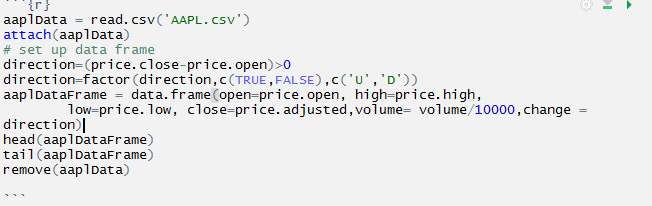 ```{r}
aaplData = read.csv('AAPL.csv')
attach(aaplData)
# set up data frame
direction=(price.close-price.open)>0
direction=factor(direction,c(TRUE,FALSE),c('U','D'))
aaplDataFrame = data.frame(open=price.open, high=price.high,
         low=price.low, close=price.adjusted,volume= volume/10000,change =
direction)
head(aaplDataFrame)
tail(aaplDataFrame)
remove(aaplData)

```